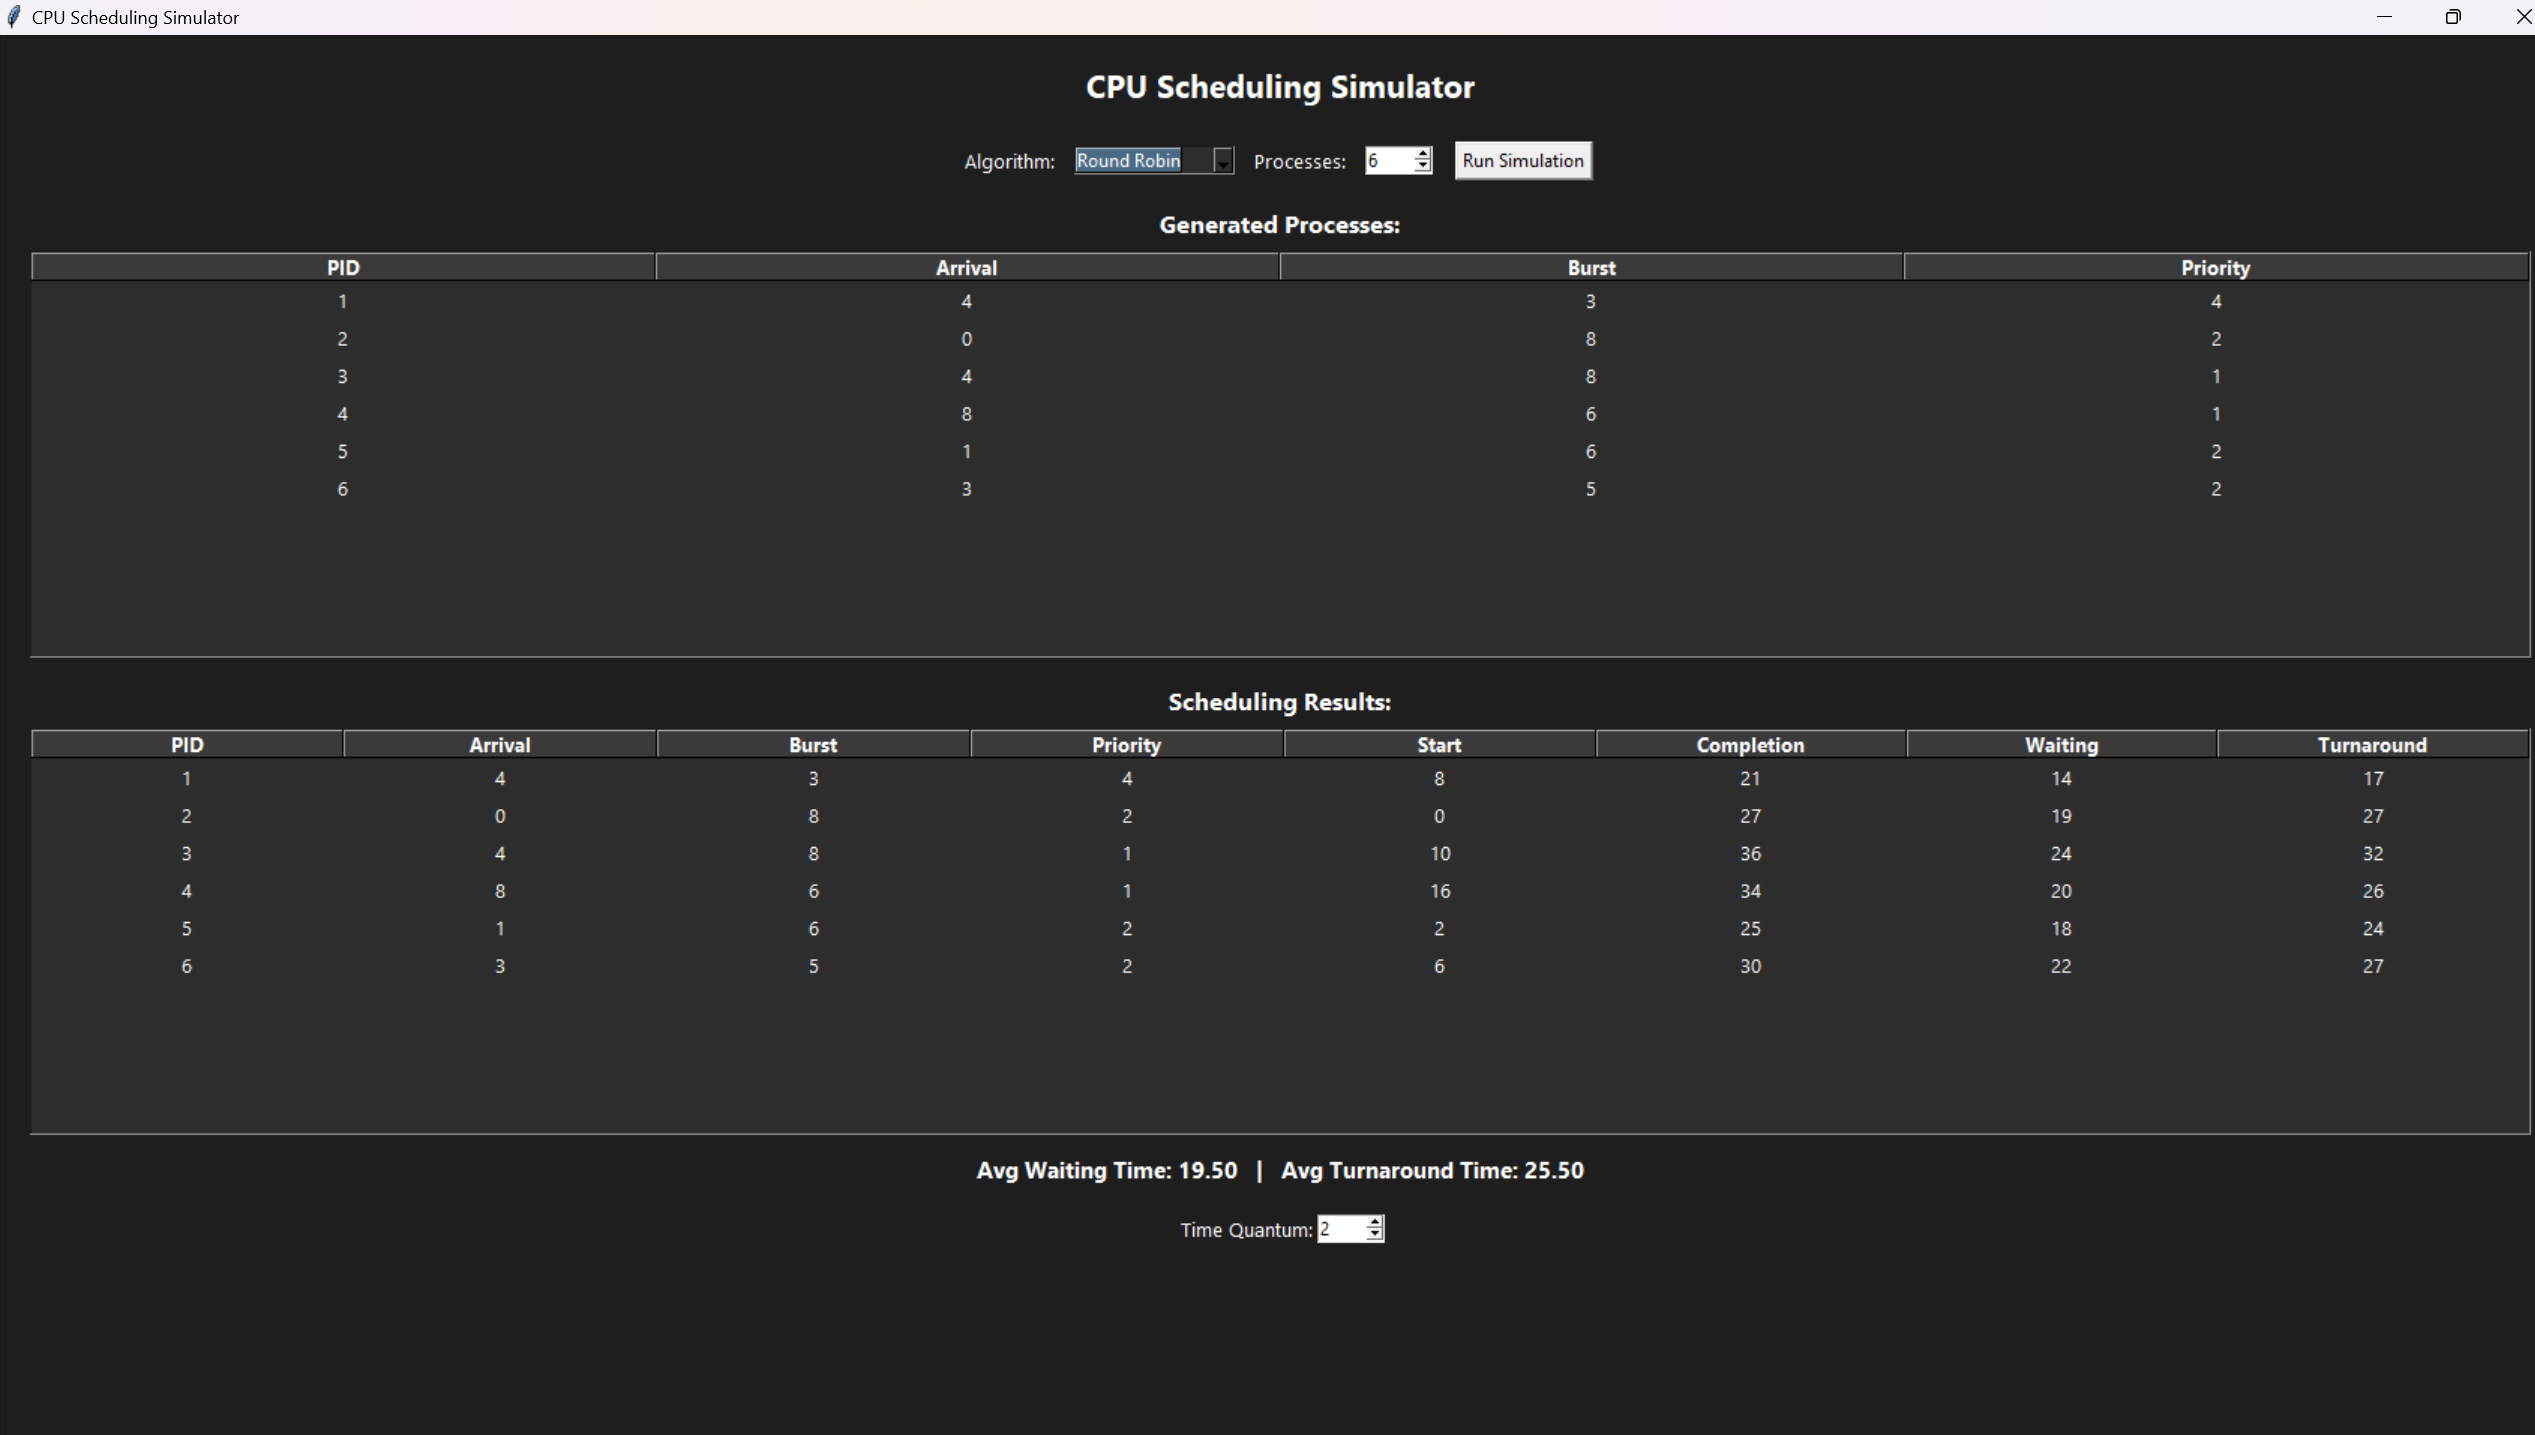 CPU Scheduling Simulator
CPU Scheduling Simulator
Algorithm: Round Robin Processes: 6 Run Simulation
Generated Processes:
PID Arrival Burst Priority
1 4 3 4
2 0 8 2
3 4 8 1
4 8 6 1
5 1 6 2
6 3 5 2
Scheduling Results:
PID Arrival Burst Priority Start Completion Waiting Turnaround
1 4 3 4 8 21 14 17
2 0 8 2 0 27 19 27
3 4 8 1 10 36 24 32
4 8 6 1 16 34 20 26
5 1 6 2 2 25 18 24
6 3 5 2 6 30 22 27
Avg Waiting Time: 19.50 | Avg Turnaround Time: 25.50
Time Quantum: 2